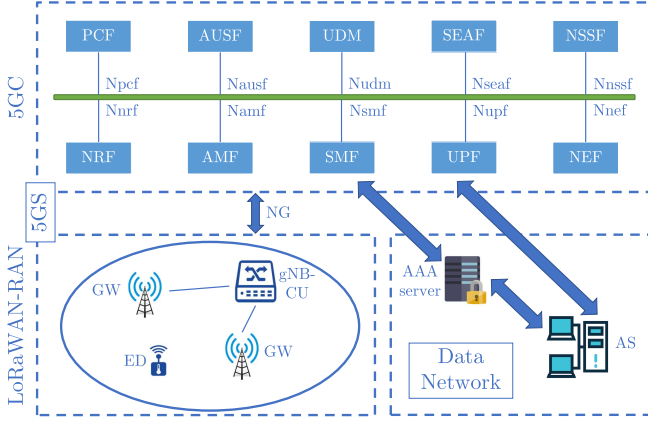 5GC
PCF
AUSF
UDM
SEAF
NSSF
Npcf
Nausf
Nudm
Nseaf
Nnssf
Nnrf
Namf
Nsmf
Nupf
Nnef
NRF
AMF
SMF
UPF
NEF
5GS
NG
LoRaWAN-RAN
GW
gNB-
CU
ED
GW
AAA
server
AS
Data
Network